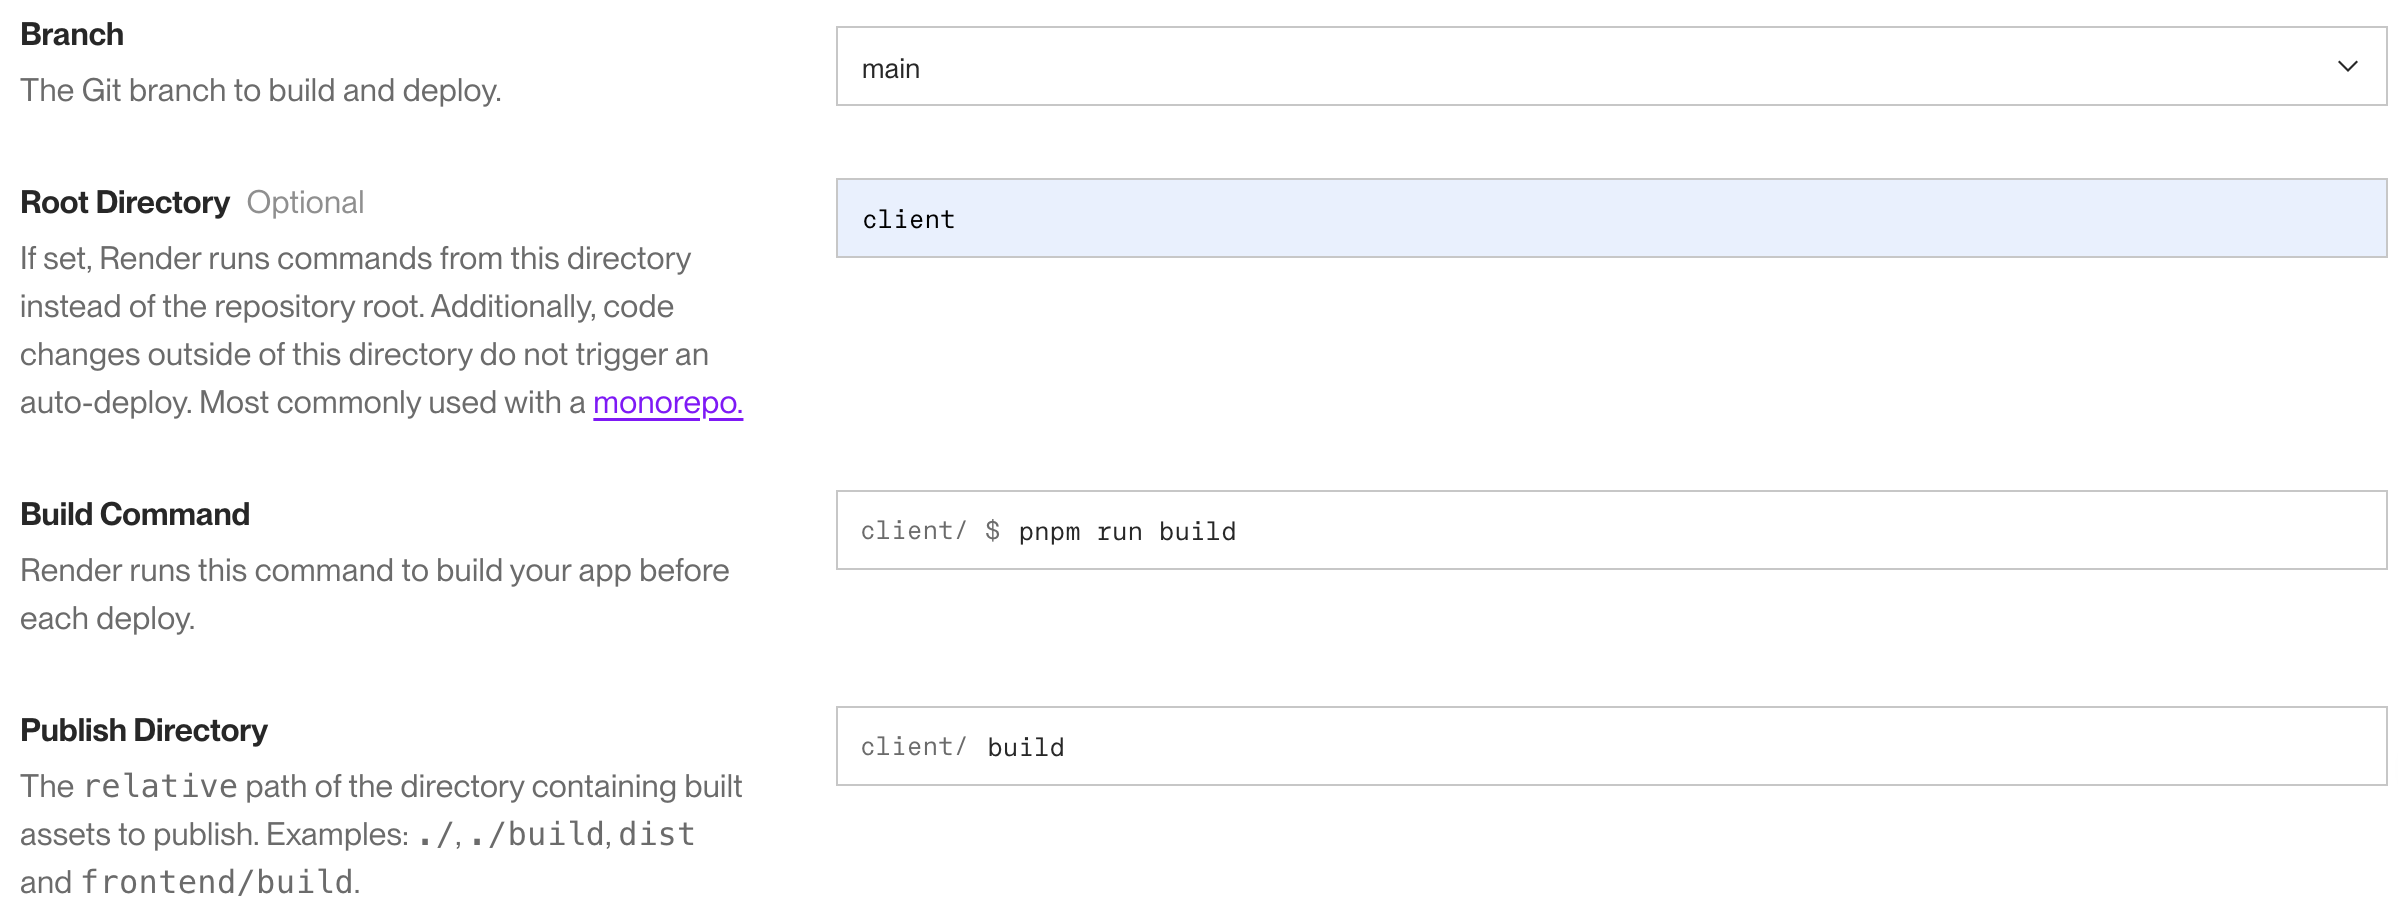 Branch
The Git branch to build and deploy.
main
Root Directory Optional
If set, Render runs commands from this directory
instead of the repository root. Additionally, code
changes outside of this directory do not trigger an
auto-deploy. Most commonly used with a monorepo.
client
Build Command
Render runs this command to build your app before
each deploy.
client/ $ pnpm run build
Publish Directory
The relative path of the directory containing built
assets to publish. Examples: ./, ./build, dist
and frontend/build.
client/ build